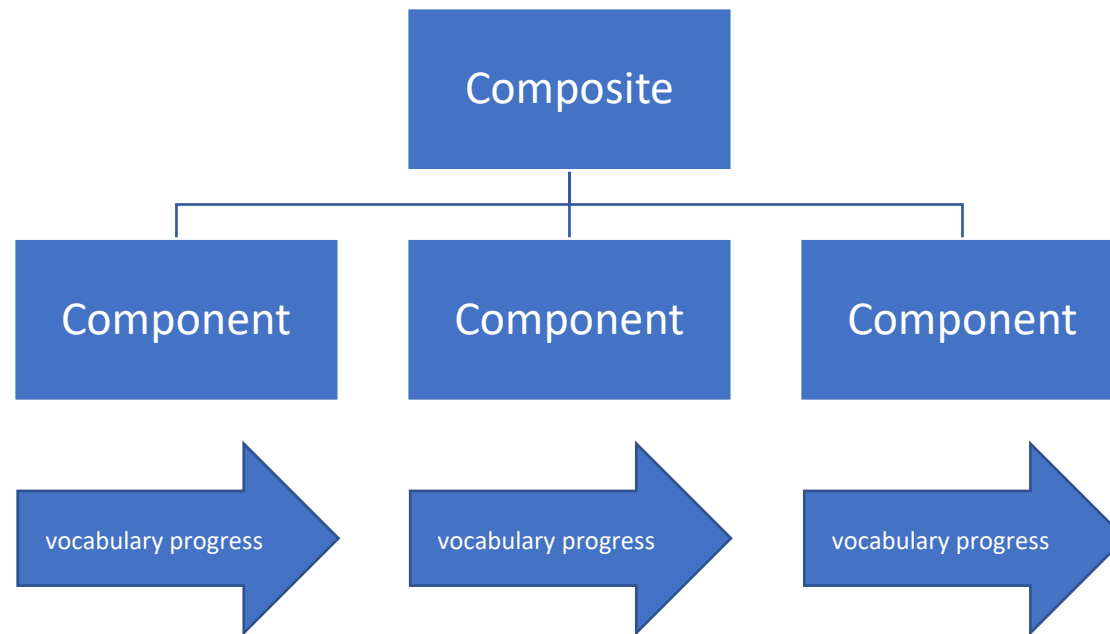 Composite
Component
Component
Component
vocabulary progress
vocabulary progress
vocabulary progress